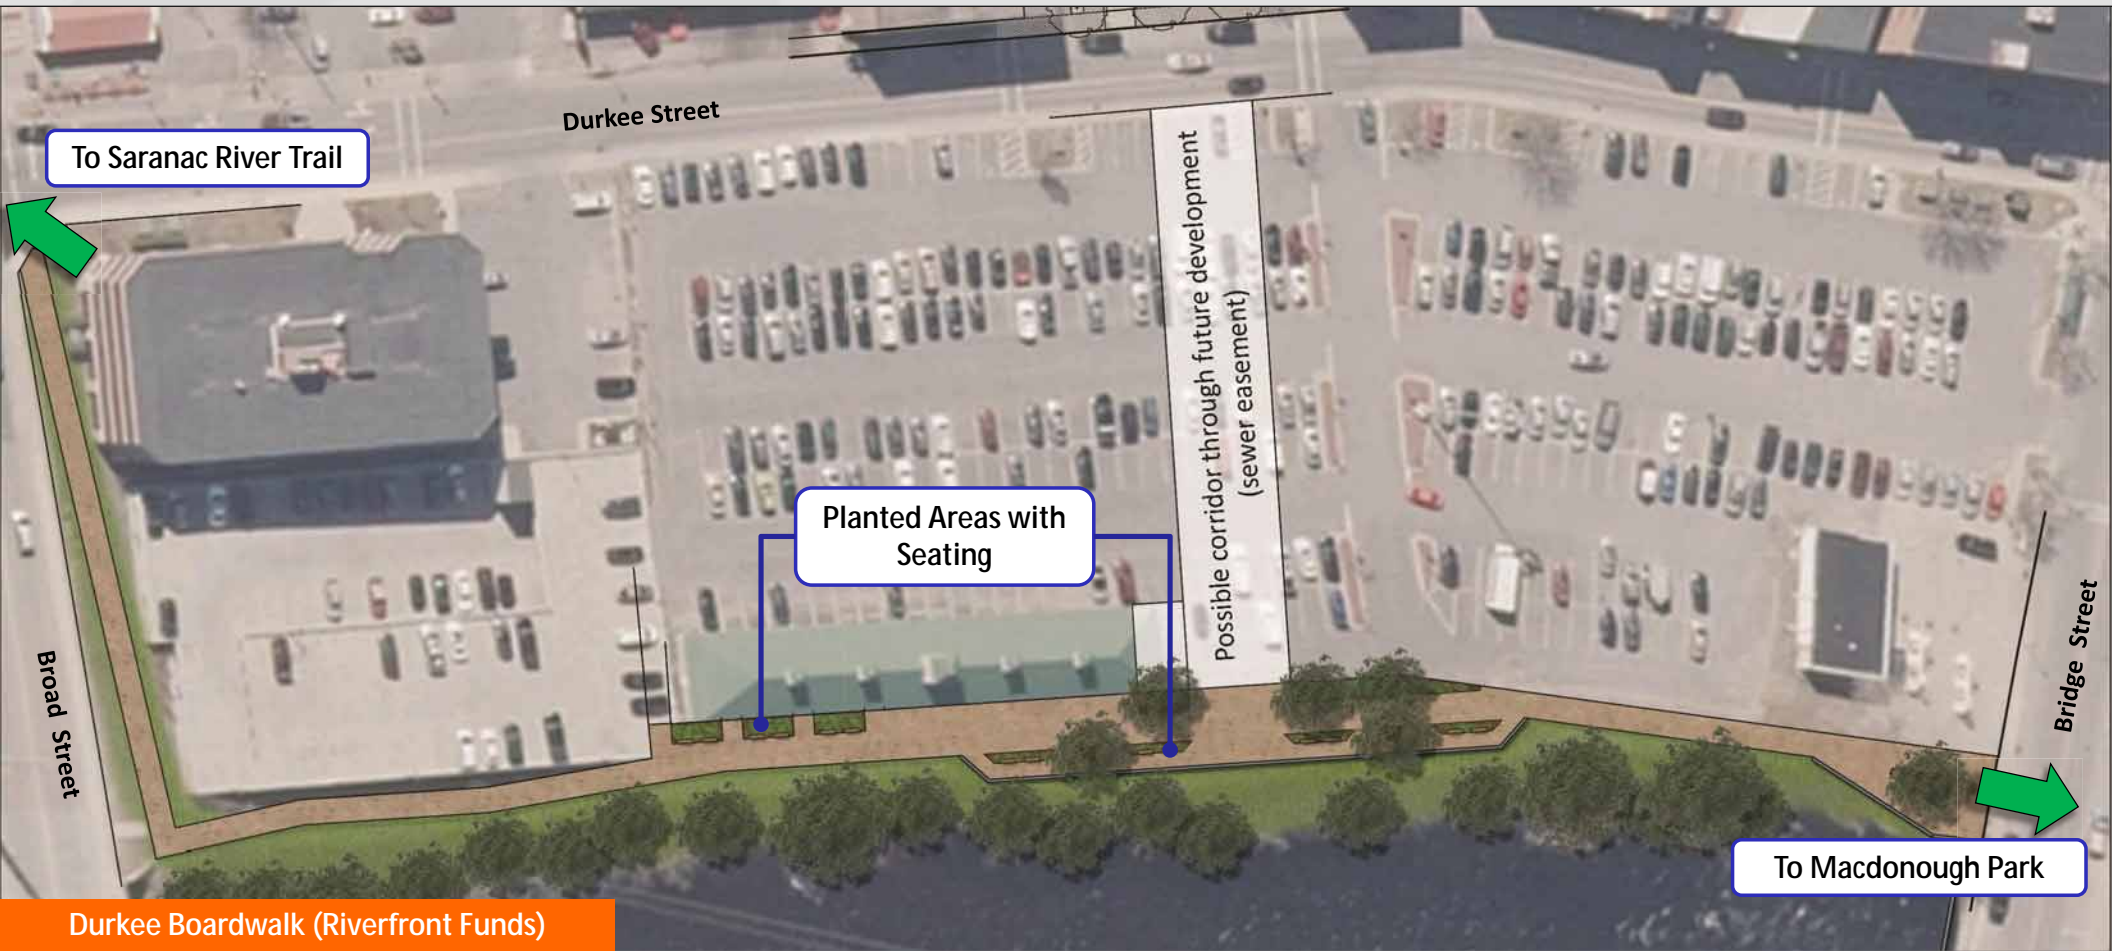 Durkee Street
To Saranac River Trail
Possible corridor through future development
(sewer easement)
Planted Areas with
Seating
Broad Street
Bridge Street
To Macdonough Park
Durkee Boardwalk (Riverfront Funds)